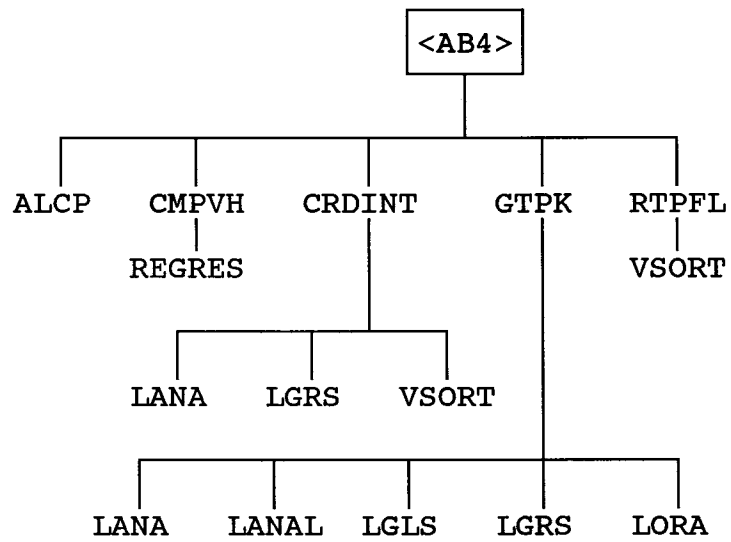 <AB4>
ALCP CMPVH CRDINT GTPK RTPFL
REGRES VSORT
LANA LGRS VSORT
LANA LANAL LGLS LGRS LORA